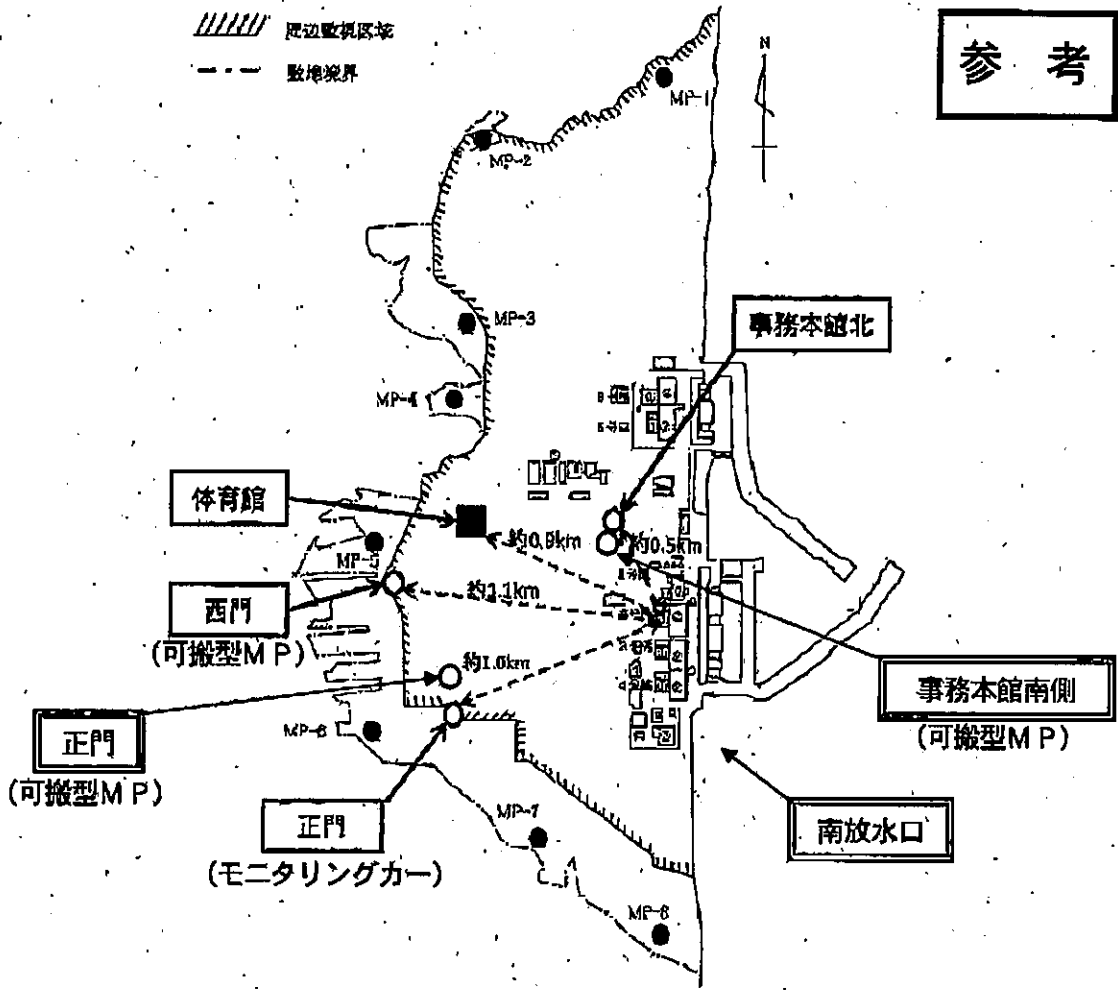 周辺監視区域
敷地境界
参考
N
MP-1
MP-2
MP-3
事務本館北
MP-4
体育館
約0.9km
約0.5km
MP-5
約1.1km
西門
(可搬型MP)
約1.0km
事務本館南側
(可搬型MP)
正門
(可搬型MP)
MP-6
正門
(モニタリングカー)
MP-7
南放水口
MP-8